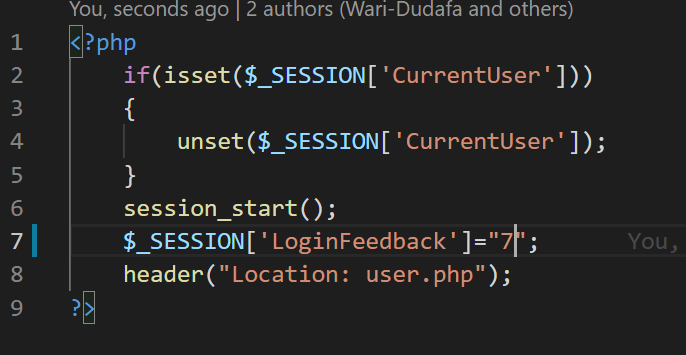 You, seconds ago | 2 authors (Wari-Dudafa and others)
1 <?php
2 if(isset($_SESSION['CurrentUser']))
3 {
4 unset($_SESSION['CurrentUser']);
5 }
6 session_start();
7 $_SESSION['LoginFeedback']="7"; You,
8 header("Location: user.php");
9 ?>